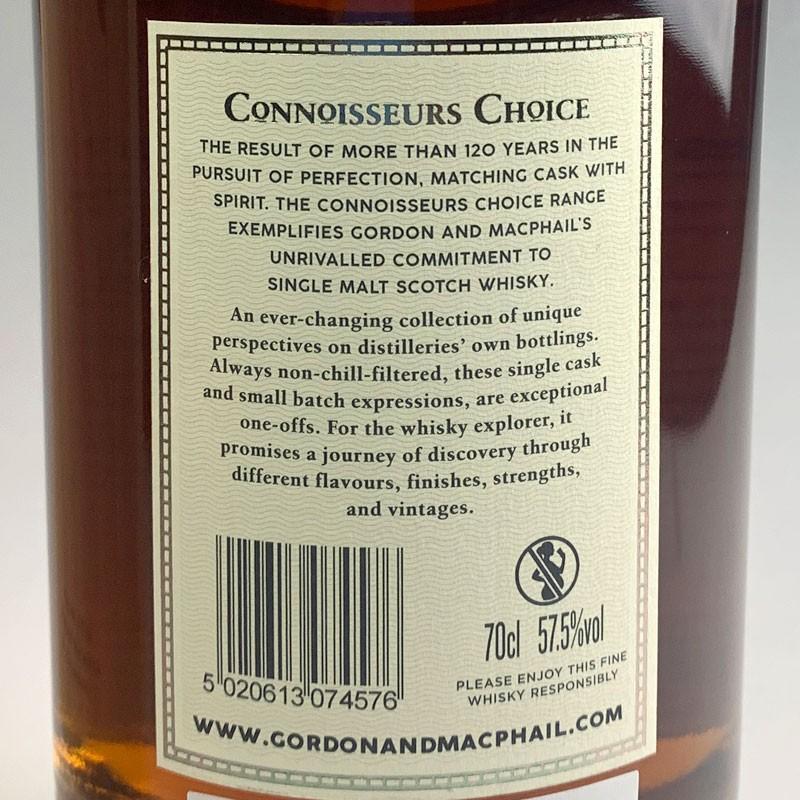 CONNOISSEURS CHOICE
THE RESULT OF MORE THAN 120 YEARS IN THE
PURSUIT OF PERFECTION, MATCHING CASK WITH
SPIRIT. THE CONNOISSEURS CHOICE RANGE
EXEMPLIFIES GORDON AND MACPHAIL'S
UNRIVALLED COMMITMENT TO
SINGLE MALT SCOTCH WHISKY.
An ever-changing collection of unique
perspectives on distilleries' own bottlings.
Always non-chill-filtered, these single cask
and small batch expressions, are exceptional
one-offs. For the whisky explorer, it
promises a journey of discovery through
different flavours, finishes, strengths,
and vintages.
70cl 57.5%vol
PLEASE ENJOY THIS FINE
WHISKY RESPONSIBLY
5 020613 074576
WWW.GORDONANDMACPHAIL.COM